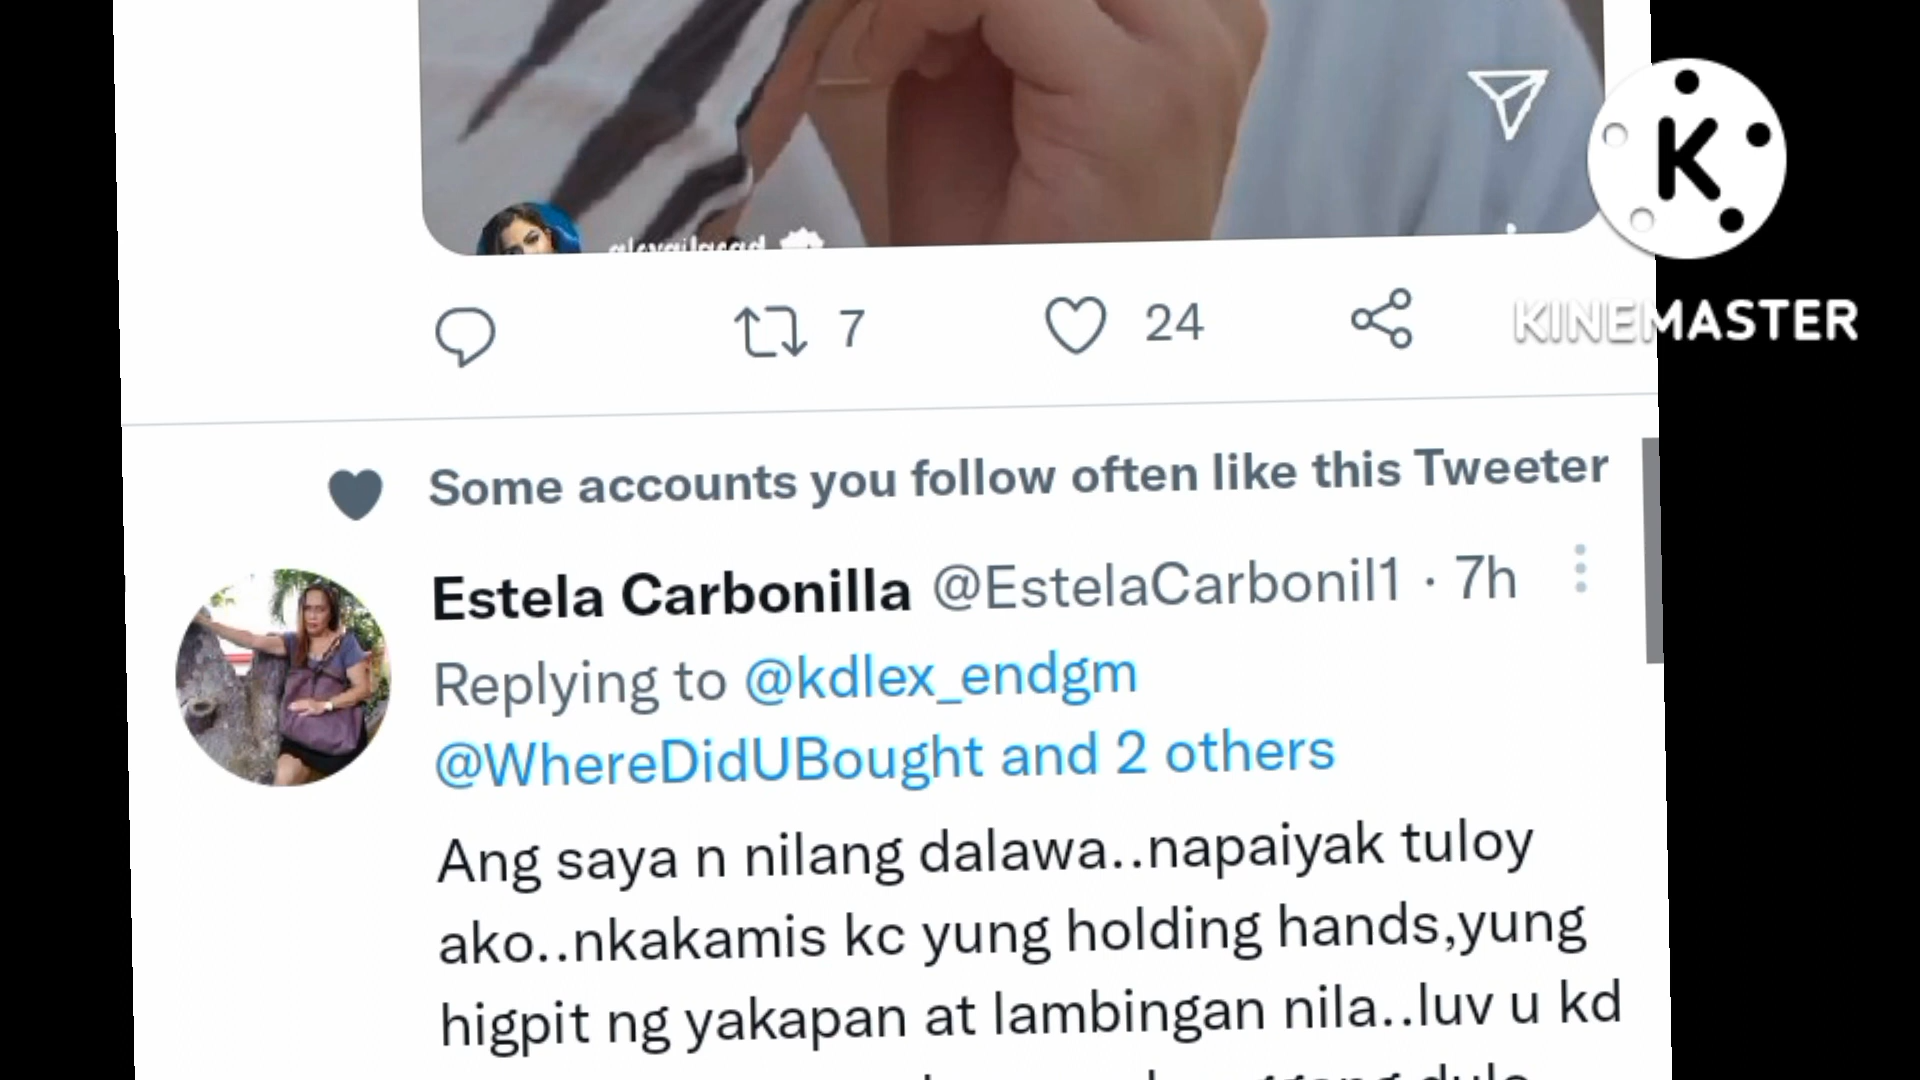 K
KINEMASTER
7 24
Some accounts you follow often like this Tweeter
Estela Carbonilla @EstelaCarbonil1 · 7h
Replying to @kdlex_endgm
@WhereDidUBought and 2 others
Ang saya n nilang dalawa..napaiyak tuloy
ako..nkakamis kc yung holding hands,yung
higpit ng yakapan at lambingan nila..luv u kd